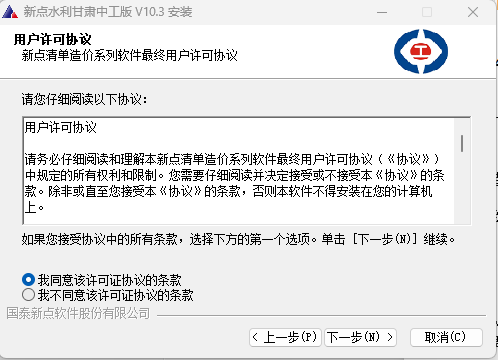 新点水利甘肃中工版 V10.3 安装
用户许可协议
新点清单造价系列软件最终用户许可协议
工
请您仔细阅读以下协议：
用户许可协议
请务必仔细阅读和理解本新点清单造价系列软件最终用户许可协议（《协议》）
中规定的所有权利和限制。您需要仔细阅读并决定接受或不接受本《协议》的条
款。除非或直至您接受本《协议》的条款，否则本软件不得安装在您的计算机
上。
如果您接受协议中的所有条款，选择下方的第一个选项。单击 [下一步(N)] 继续。
我同意该许可证协议的条款
我不同意该许可证协议的条款
国泰新点软件股份有限公司
< 上一步(P) 下一步(N) > 取消(C)